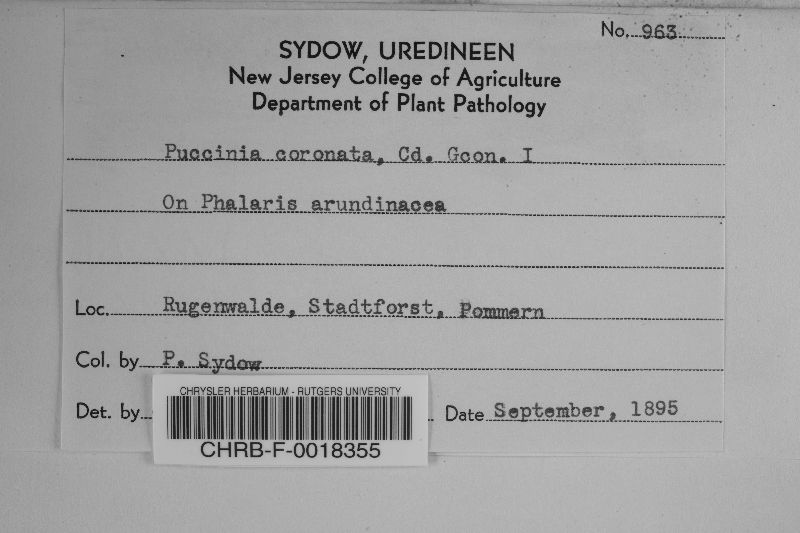 No. 963
SYDOW, UREDINEEN
New Jersey College of Agriculture
Department of Plant Pathology
Puccinia coronata, Cd. Gcon. I
On Phalaris arundinacea
Loc. Rugenwalde, Stadtforst, Pommern
Col. by P. Sydow
Det. by Date September, 1895
CHRYSLER HERBARIUM - RUTGERS UNIVERSITY
CHRB-F-0018355